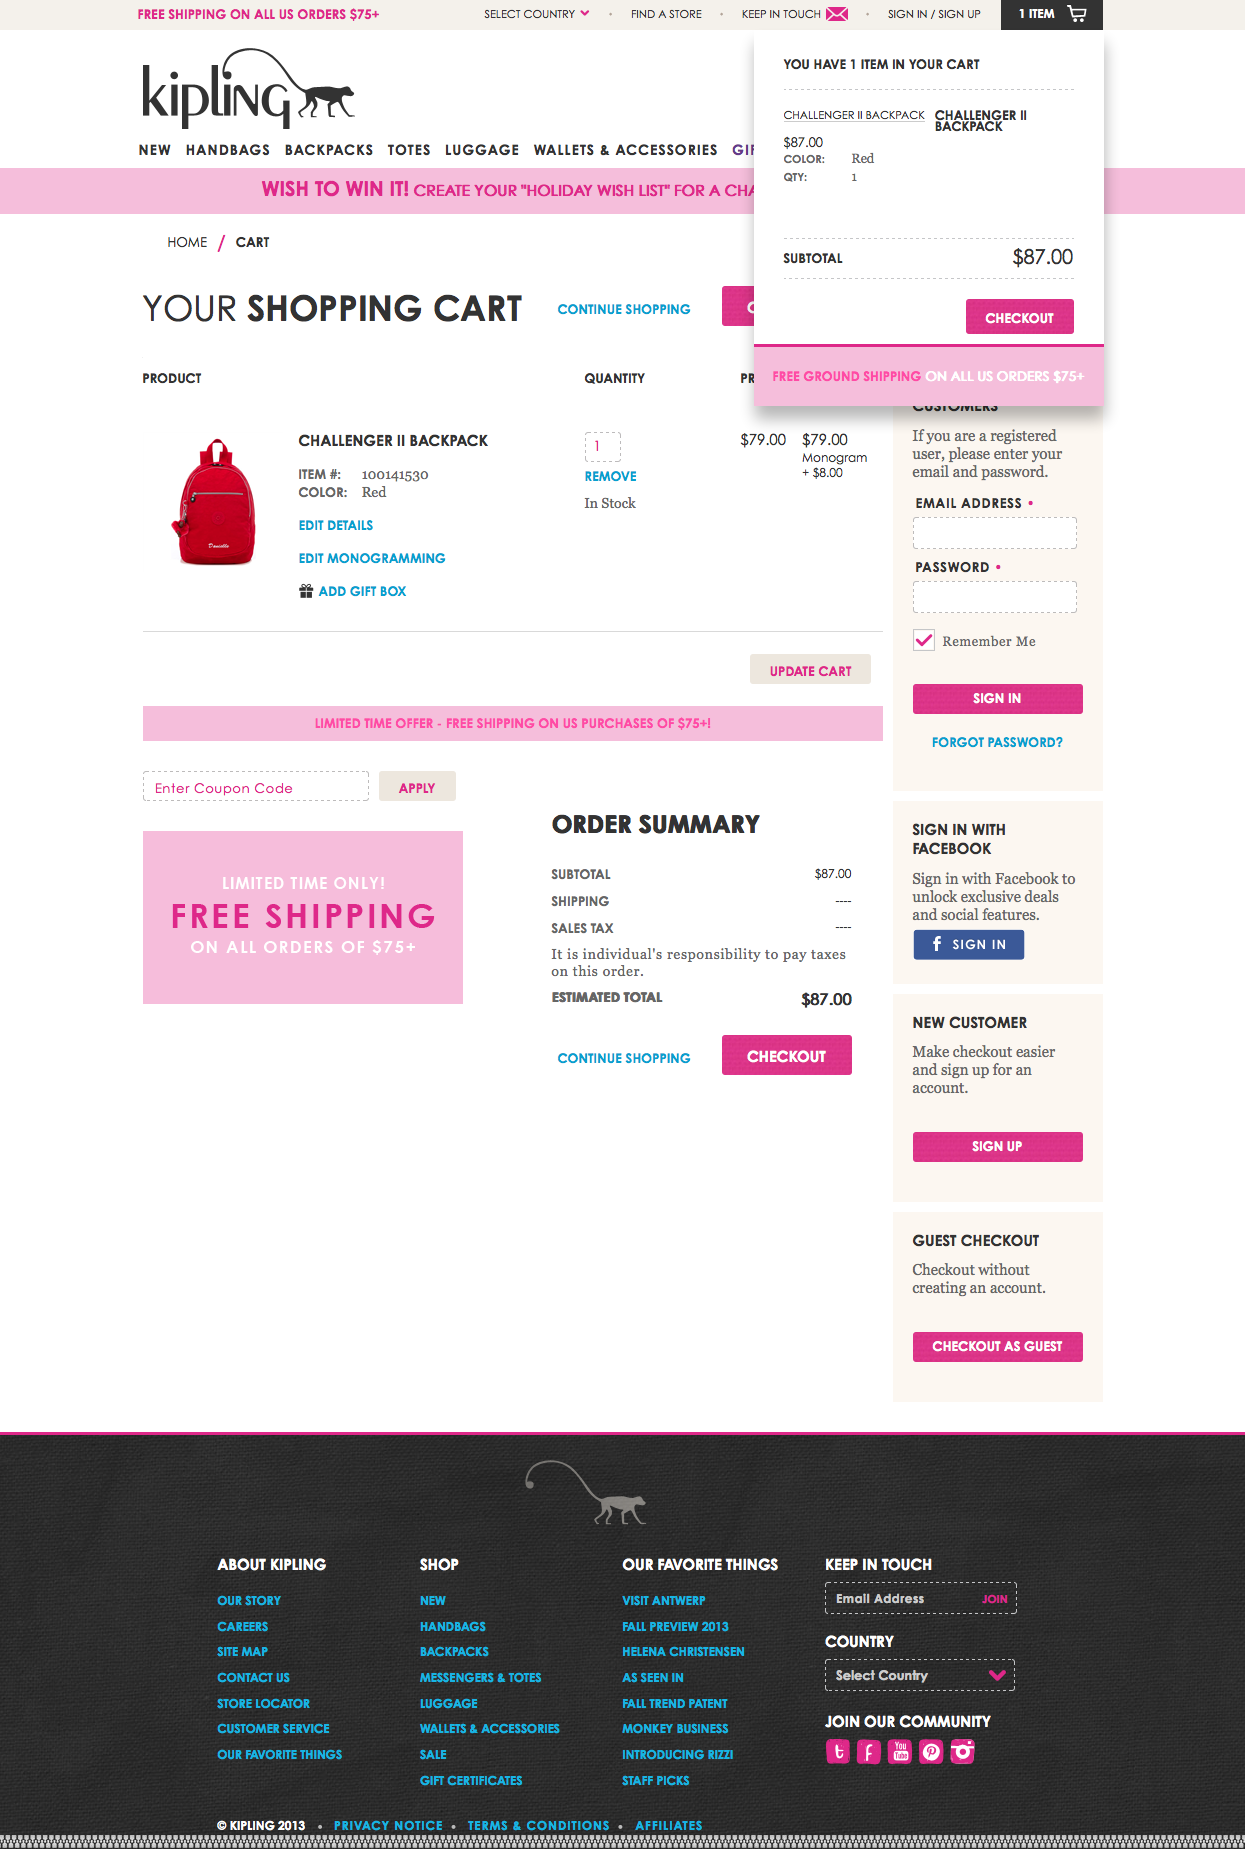 FREE SHIPPING ON ALL US ORDERS $75+
SELECT COUNTRY
FIND A STORE
KEEP IN TOUCH
SIGN IN / SIGN UP
1 ITEM
kipling
NEW HANDBAGS BACKPACKS TOTES LUGGAGE WALLETS & ACCESSORIES
WISH TO WIN IT! CREATE YOUR "HOLIDAY WISH LIST" FOR A
YOU HAVE 1 ITEM IN YOUR CART
CHALLENGER II BACKPACK
CHALLENGER II
BACKPACK
$87.00
COLOR: Red
QTY: 1
SUBTOTAL $87.00
CHECKOUT
FREE GROUND SHIPPING ON ALL US ORDERS $75+
HOME / CART
YOUR SHOPPING CART
CONTINUE SHOPPING
PRODUCT
QUANTITY
CHALLENGER II BACKPACK
ITEM #: 100141530
COLOR: Red
EDIT DETAILS
EDIT MONOGRAMMING
ADD GIFT BOX
Danielle
1
REMOVE
In Stock
$79.00
$79.00
Monogram
+ $8.00
UPDATE CART
LIMITED TIME OFFER - FREE SHIPPING ON US PURCHASES OF $75+!
Enter Coupon Code
APPLY
LIMITED TIME ONLY!
FREE SHIPPING
ON ALL ORDERS OF $75+
ORDER SUMMARY
SUBTOTAL $87.00
SHIPPING ----
SALES TAX ----
It is individual's responsibility to pay taxes
on this order.
ESTIMATED TOTAL $87.00
CONTINUE SHOPPING
CHECKOUT
CUSTOMERS
If you are a registered
user, please enter your
email and password.
EMAIL ADDRESS •
PASSWORD •
Remember Me
SIGN IN
FORGOT PASSWORD?
SIGN IN WITH
FACEBOOK
Sign in with Facebook to
unlock exclusive deals
and social features.
f SIGN IN
NEW CUSTOMER
Make checkout easier
and sign up for an
account.
SIGN UP
GUEST CHECKOUT
Checkout without
creating an account.
CHECKOUT AS GUEST
ABOUT KIPLING
OUR STORY
CAREERS
SITE MAP
CONTACT US
STORE LOCATOR
CUSTOMER SERVICE
OUR FAVORITE THINGS
SHOP
NEW
HANDBAGS
BACKPACKS
MESSENGERS & TOTES
LUGGAGE
WALLETS & ACCESSORIES
SALE
GIFT CERTIFICATES
OUR FAVORITE THINGS
VISIT ANTWERP
FALL PREVIEW 2013
HELENA CHRISTENSEN
AS SEEN IN
FALL TREND PATENT
MONKEY BUSINESS
INTRODUCING RIZZI
STAFF PICKS
KEEP IN TOUCH
Email Address JOIN
COUNTRY
Select Country
JOIN OUR COMMUNITY
t f You Tube P
© KIPLING 2013 • PRIVACY NOTICE • TERMS & CONDITIONS • AFFILIATES